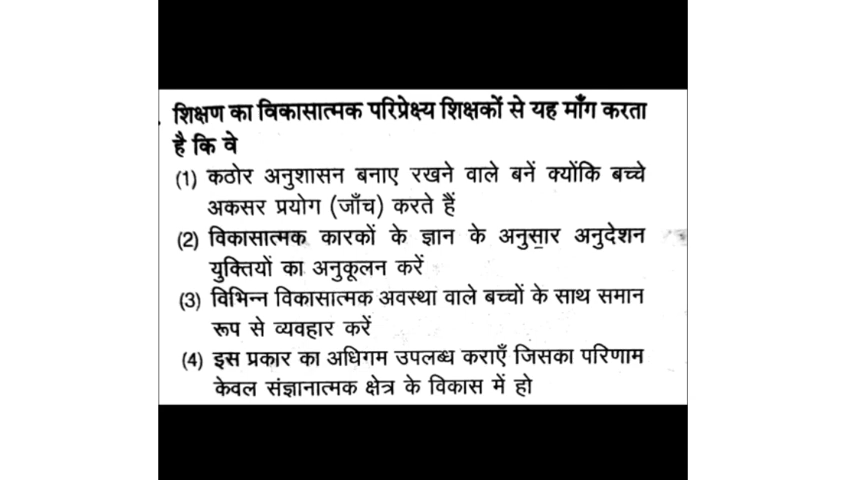 शिक्षण का विकासात्मक परिप्रेक्ष्य शिक्षकों से यह माँग करता
है कि वे
(1) कठोर अनुशासन बनाए रखने वाले बनें क्योंकि बच्चे
अकसर प्रयोग (जाँच) करते हैं
(2) विकासात्मक कारकों के ज्ञान के अनुसार अनुदेशन
युक्तियों का अनुकूलन करें
(3) विभिन्न विकासात्मक अवस्था वाले बच्चों के साथ समान
रूप से व्यवहार करें
(4) इस प्रकार का अधिगम उपलब्ध कराएँ जिसका परिणाम
केवल संज्ञानात्मक क्षेत्र के विकास में हो